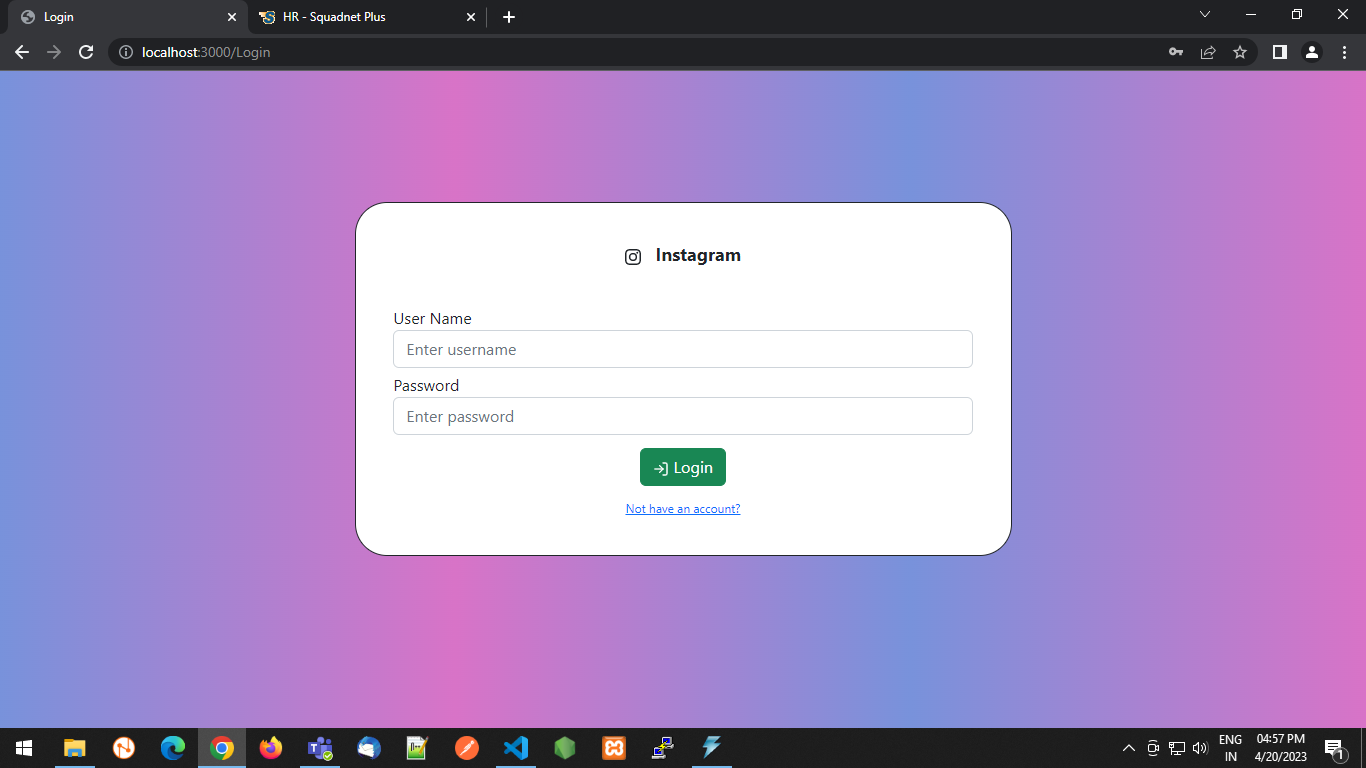 Login
HR - Squadnet Plus
localhost:3000/Login
Instagram
User Name
Enter username
Password
Enter password
Login
Not have an account?
ENG
IN
04:57 PM
4/20/2023
1